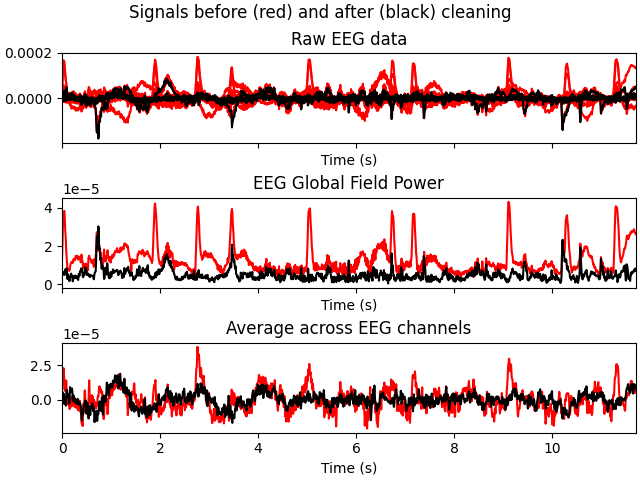 Signals before (red) and after (black) cleaning
Raw EEG data
0.0002
0.0000
Time (s)
EEG Global Field Power
1e−5
4
2
0
Time (s)
Average across EEG channels
1e−5
2.5
0.0
0 2 4 6 8 10
Time (s)